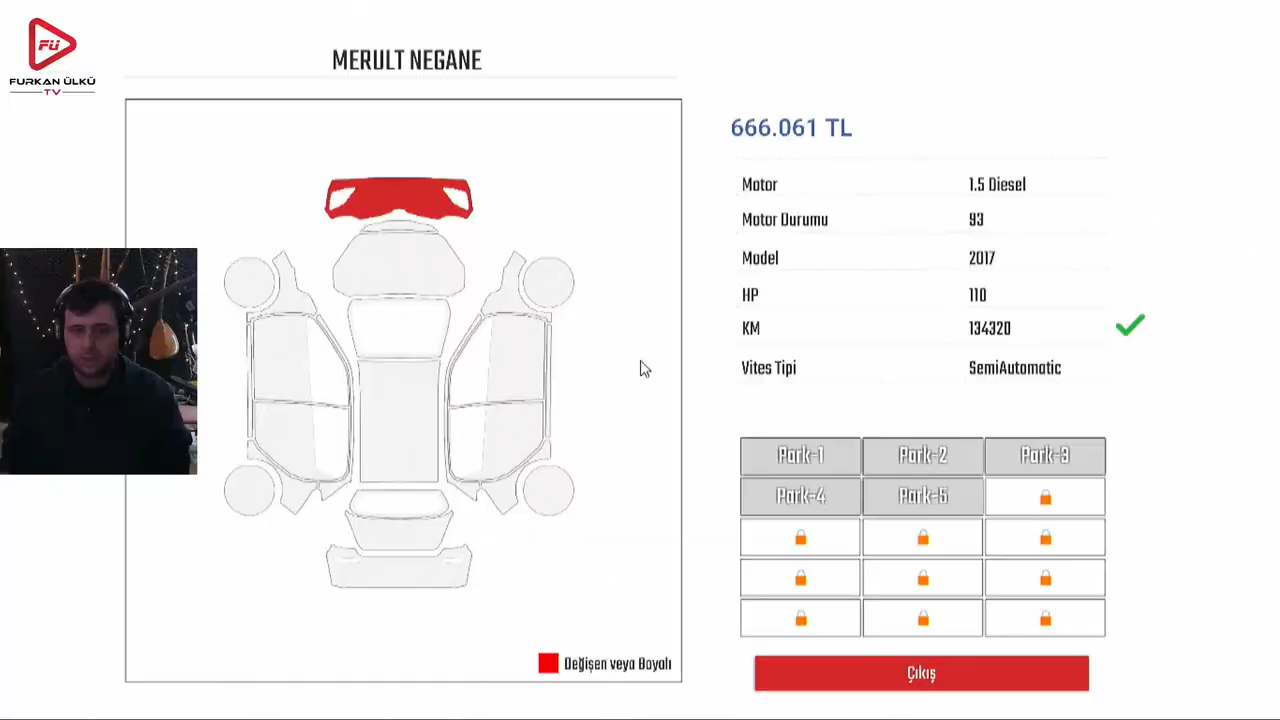 FU
FURKAN ÜLKÜ
TV
MERULT NEGANE
666.061 TL
Motor 1.5 Diesel
Motor Durumu 93
Model 2017
HP 110
KM 134320
Vites Tipi SemiAutomatic
Park-1 Park-2 Park-3
Park-4 Park-5
Değişen veya Boyalı
Çıkış